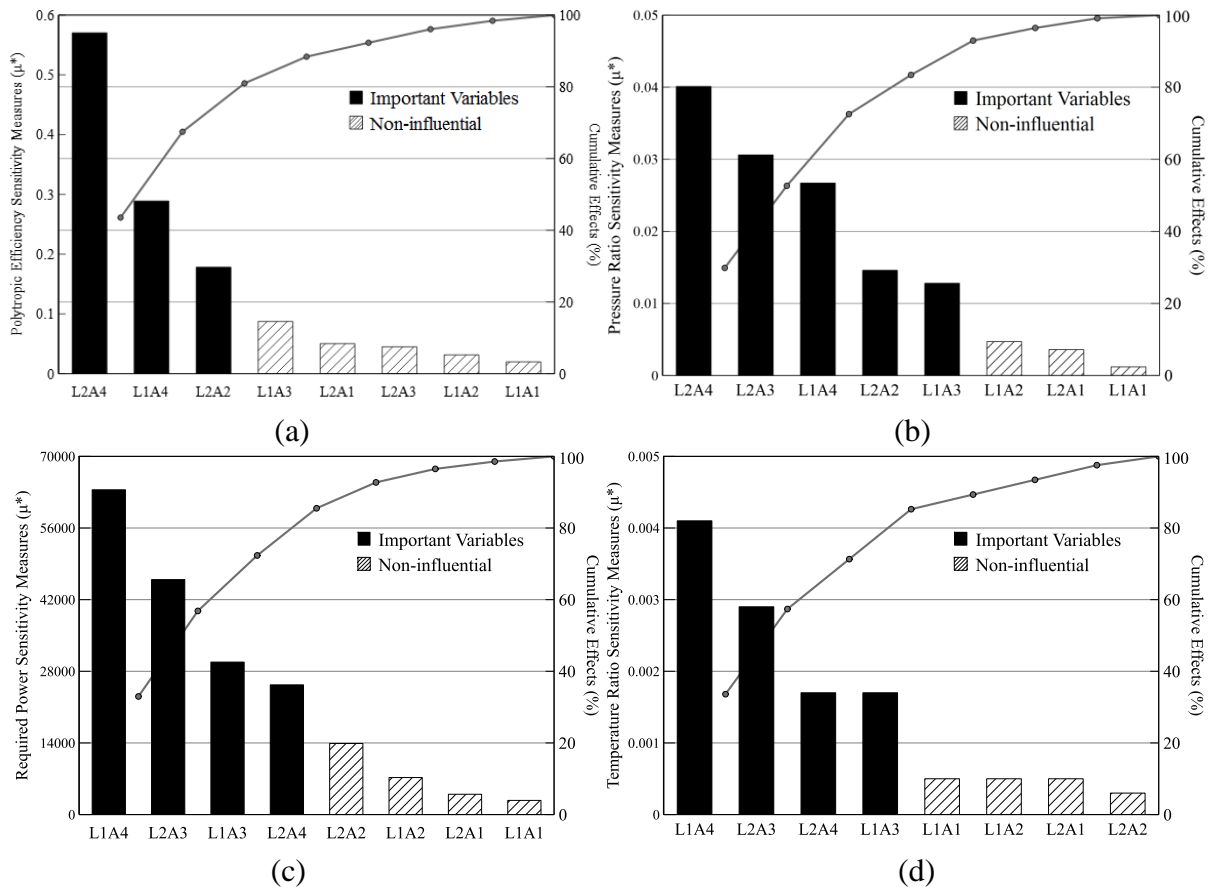 Polytropic Efficiency Sensitivity Measures (μ*)
0.6
0.5
0.4
0.3
0.2
0.1
0
100
80
60
40
20
0
Cumulative Effects (%)
Important Variables
Non-influential
L2A4 L1A4 L2A2 L1A3 L2A1 L2A3 L1A2 L1A1
(a)
Pressure Ratio Sensitivity Measures (μ*)
0.05
0.04
0.03
0.02
0.01
0
100
80
60
40
20
0
Cumulative Effects (%)
Important Variables
Non-influential
L2A4 L2A3 L1A4 L2A2 L1A3 L1A2 L2A1 L1A1
(b)
Required Power Sensitivity Measures (μ*)
70000
56000
42000
28000
14000
0
100
80
60
40
20
0
Cumulative Effects (%)
Important Variables
Non-influential
L1A4 L2A3 L1A3 L2A4 L2A2 L1A2 L2A1 L1A1
(c)
Temperature Ratio Sensitivity Measures (μ*)
0.005
0.004
0.003
0.002
0.001
0
100
80
60
40
20
0
Cumulative Effects (%)
Important Variables
Non-influential
L1A4 L2A3 L2A4 L1A3 L1A1 L1A2 L2A1 L2A2
(d)